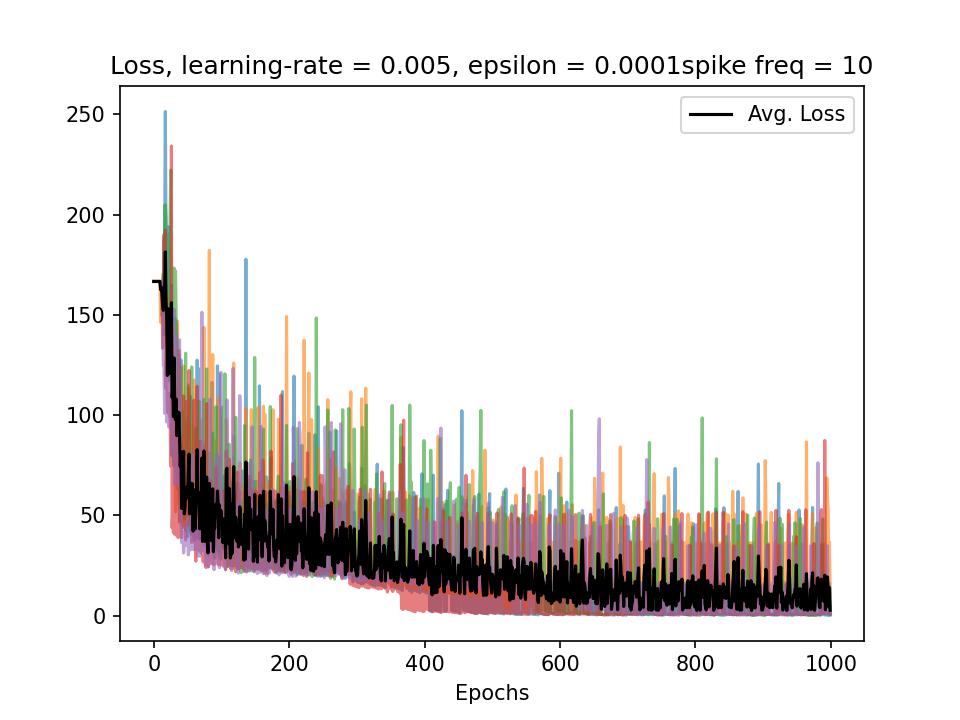 Loss, learning-rate = 0.005, epsilon = 0.0001spike freq = 10
Avg. Loss
250
200
150
100
50
0
0 200 400 600 800 1000
Epochs